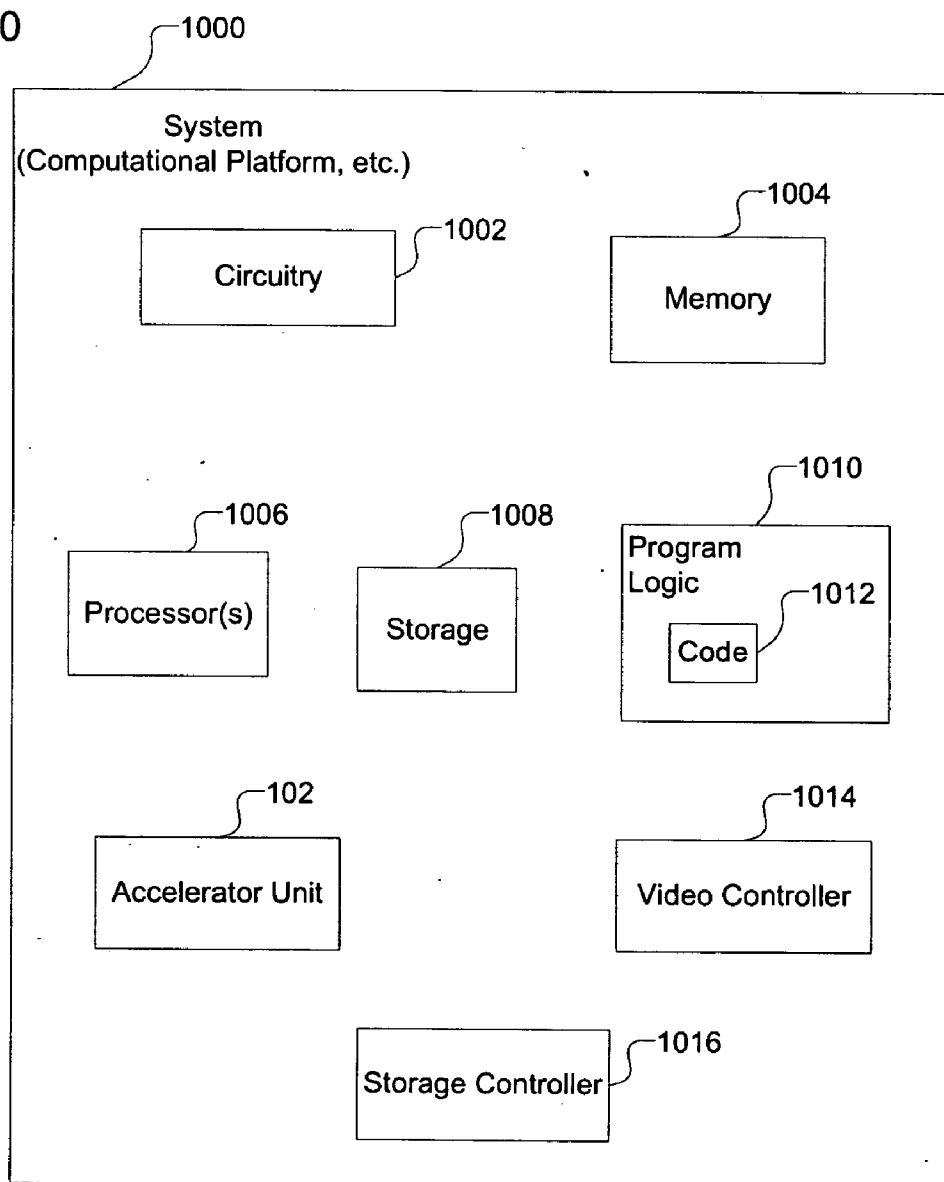 0
1000
System
(Computational Platform, etc.)
1002
Circuitry
1004
Memory
1006
Processor(s)
1008
Storage
1010
Program
Logic
1012
Code
102
Accelerator Unit
1014
Video Controller
1016
Storage Controller